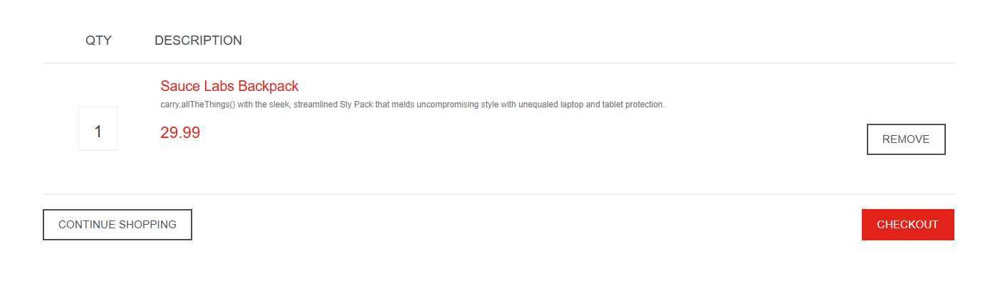 QTY DESCRIPTION
Sauce Labs Backpack
carry.allTheThings() with the sleek, streamlined Sly Pack that melds uncompromising style with unequaled laptop and tablet protection.
1
29.99
REMOVE
CONTINUE SHOPPING
CHECKOUT